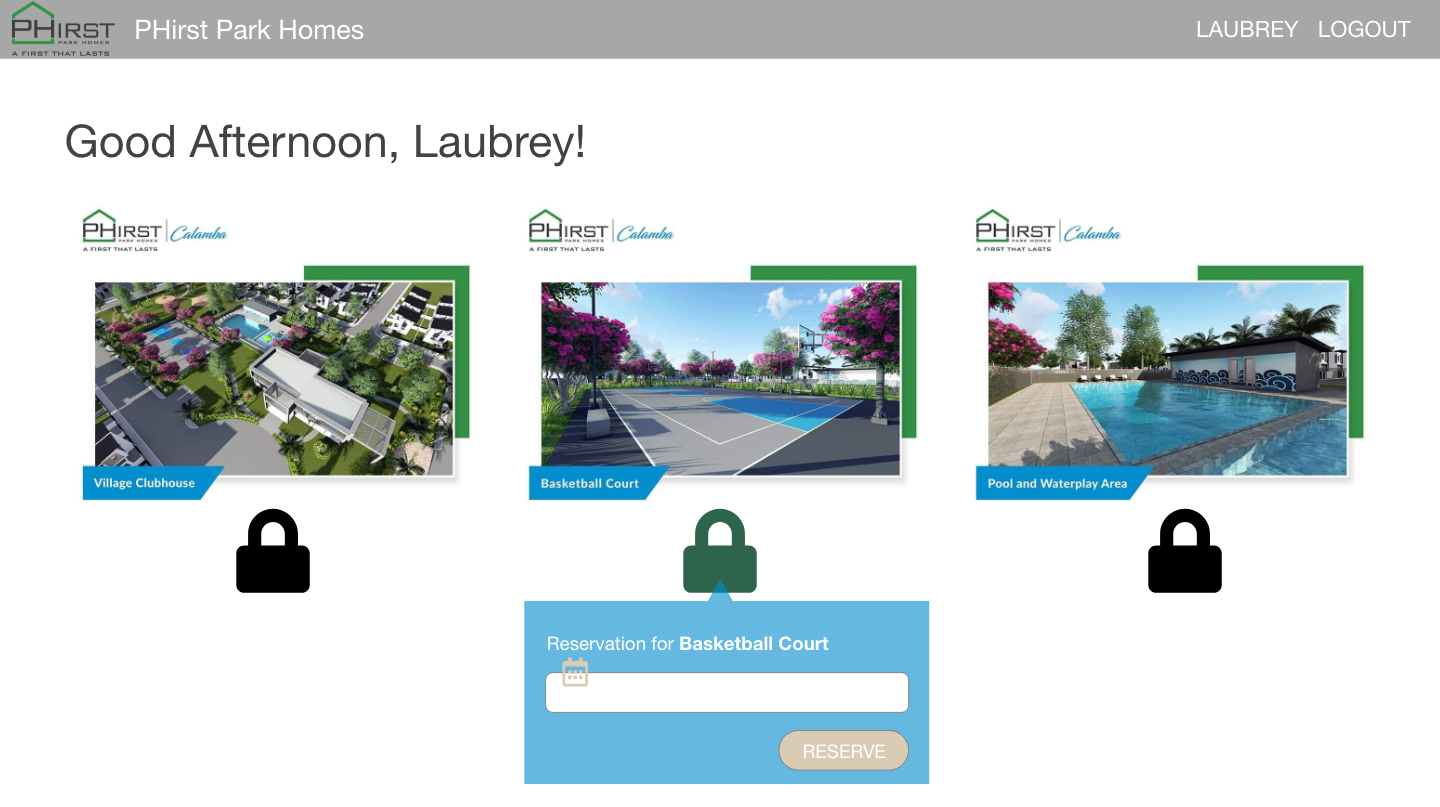 PHIRST
PARK HOMES
A FIRST THAT LASTS
PHirst Park Homes
LAUBREY LOGOUT
Good Afternoon, Laubrey!
PHIRST Calamba
PARK HOMES
A FIRST THAT LASTS
Village Clubhouse
PHIRST Calamba
PARK HOMES
A FIRST THAT LASTS
Basketball Court
PHIRST Calamba
PARK HOMES
A FIRST THAT LASTS
Pool and Waterplay Area
Reservation for Basketball Court
RESERVE